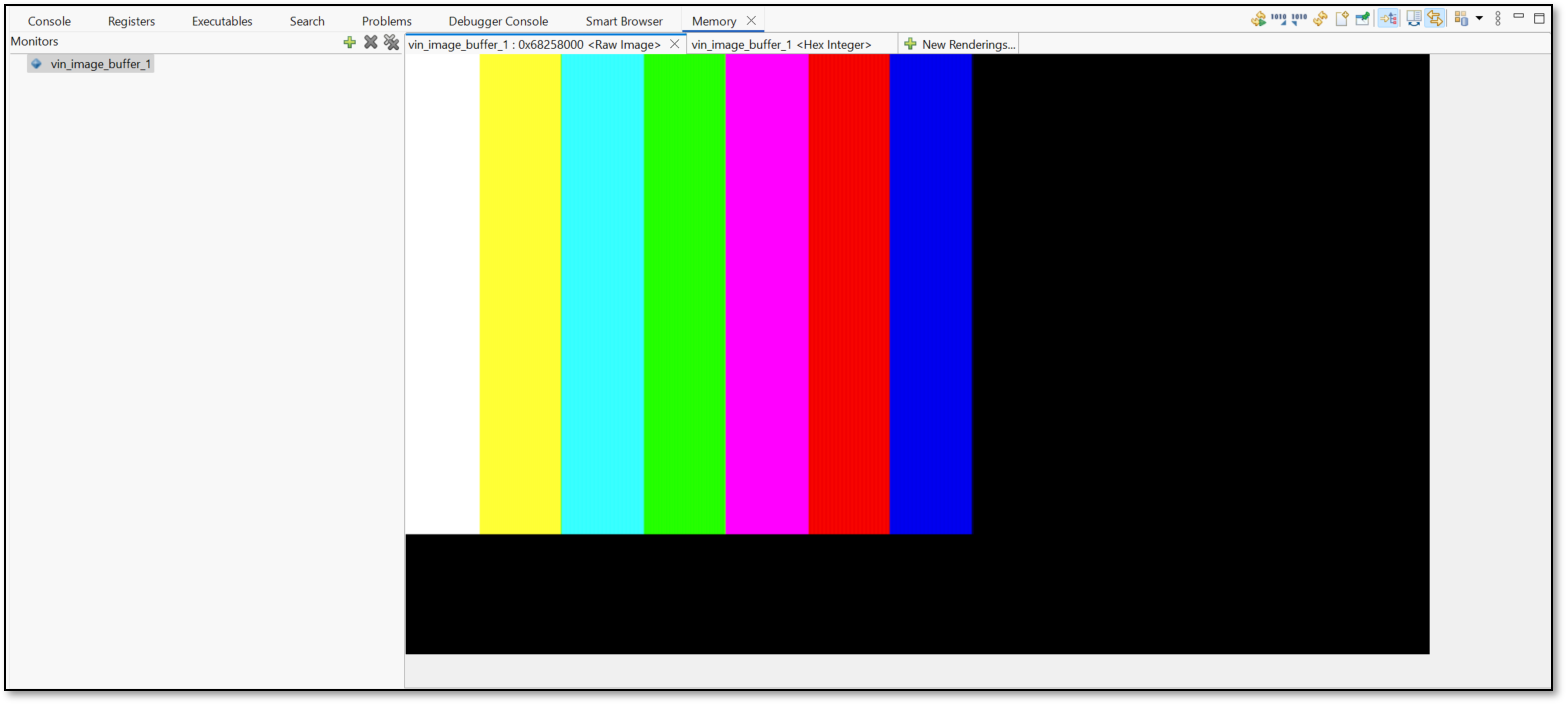 Console Registers Executables Search Problems Debugger Console Smart Browser Memory
Monitors
vin_image_buffer_1 : 0x68258000 <Raw Image> vin_image_buffer_1 <Hex Integer> New Renderings...
vin_image_buffer_1